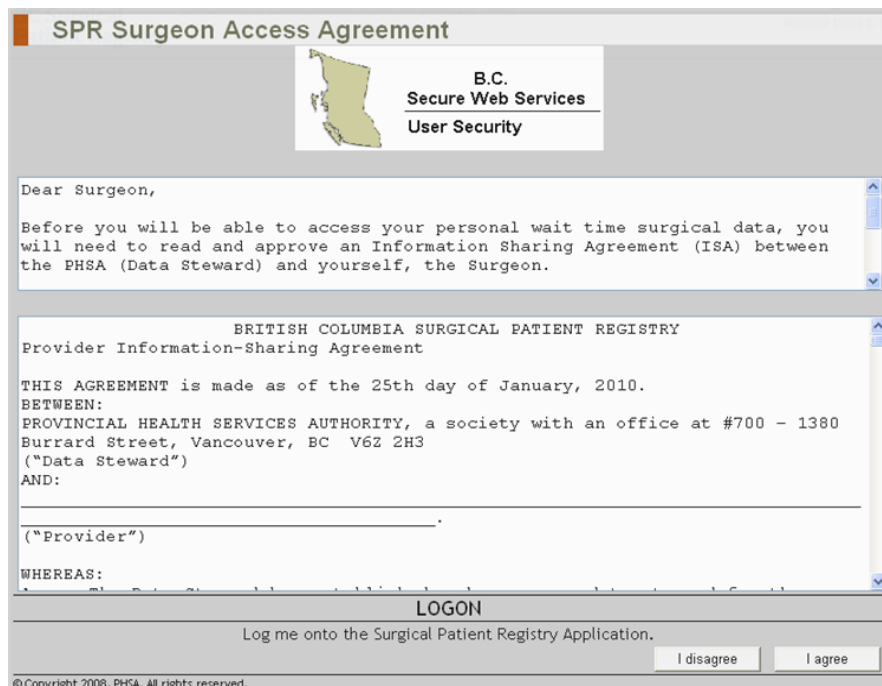 SPR Surgeon Access Agreement
B.C.
Secure Web Services
User Security
Dear Surgeon,
Before you will be able to access your personal wait time surgical data, you
will need to read and approve an Information Sharing Agreement (ISA) between
the PHSA (Data Steward) and yourself, the Surgeon.
BRITISH COLUMBIA SURGICAL PATIENT REGISTRY
Provider Information-Sharing Agreement
THIS AGREEMENT is made as of the 25th day of January, 2010.
BETWEEN:
PROVINCIAL HEALTH SERVICES AUTHORITY, a society with an office at #700 – 1380
Burrard Street, Vancouver, BC  V6Z 2H3
("Data Steward")
AND:
.
("Provider")
WHEREAS:
LOGON
Log me onto the Surgical Patient Registry Application.
I disagree
I agree
© Copyright 2008, PHSA. All rights reserved.